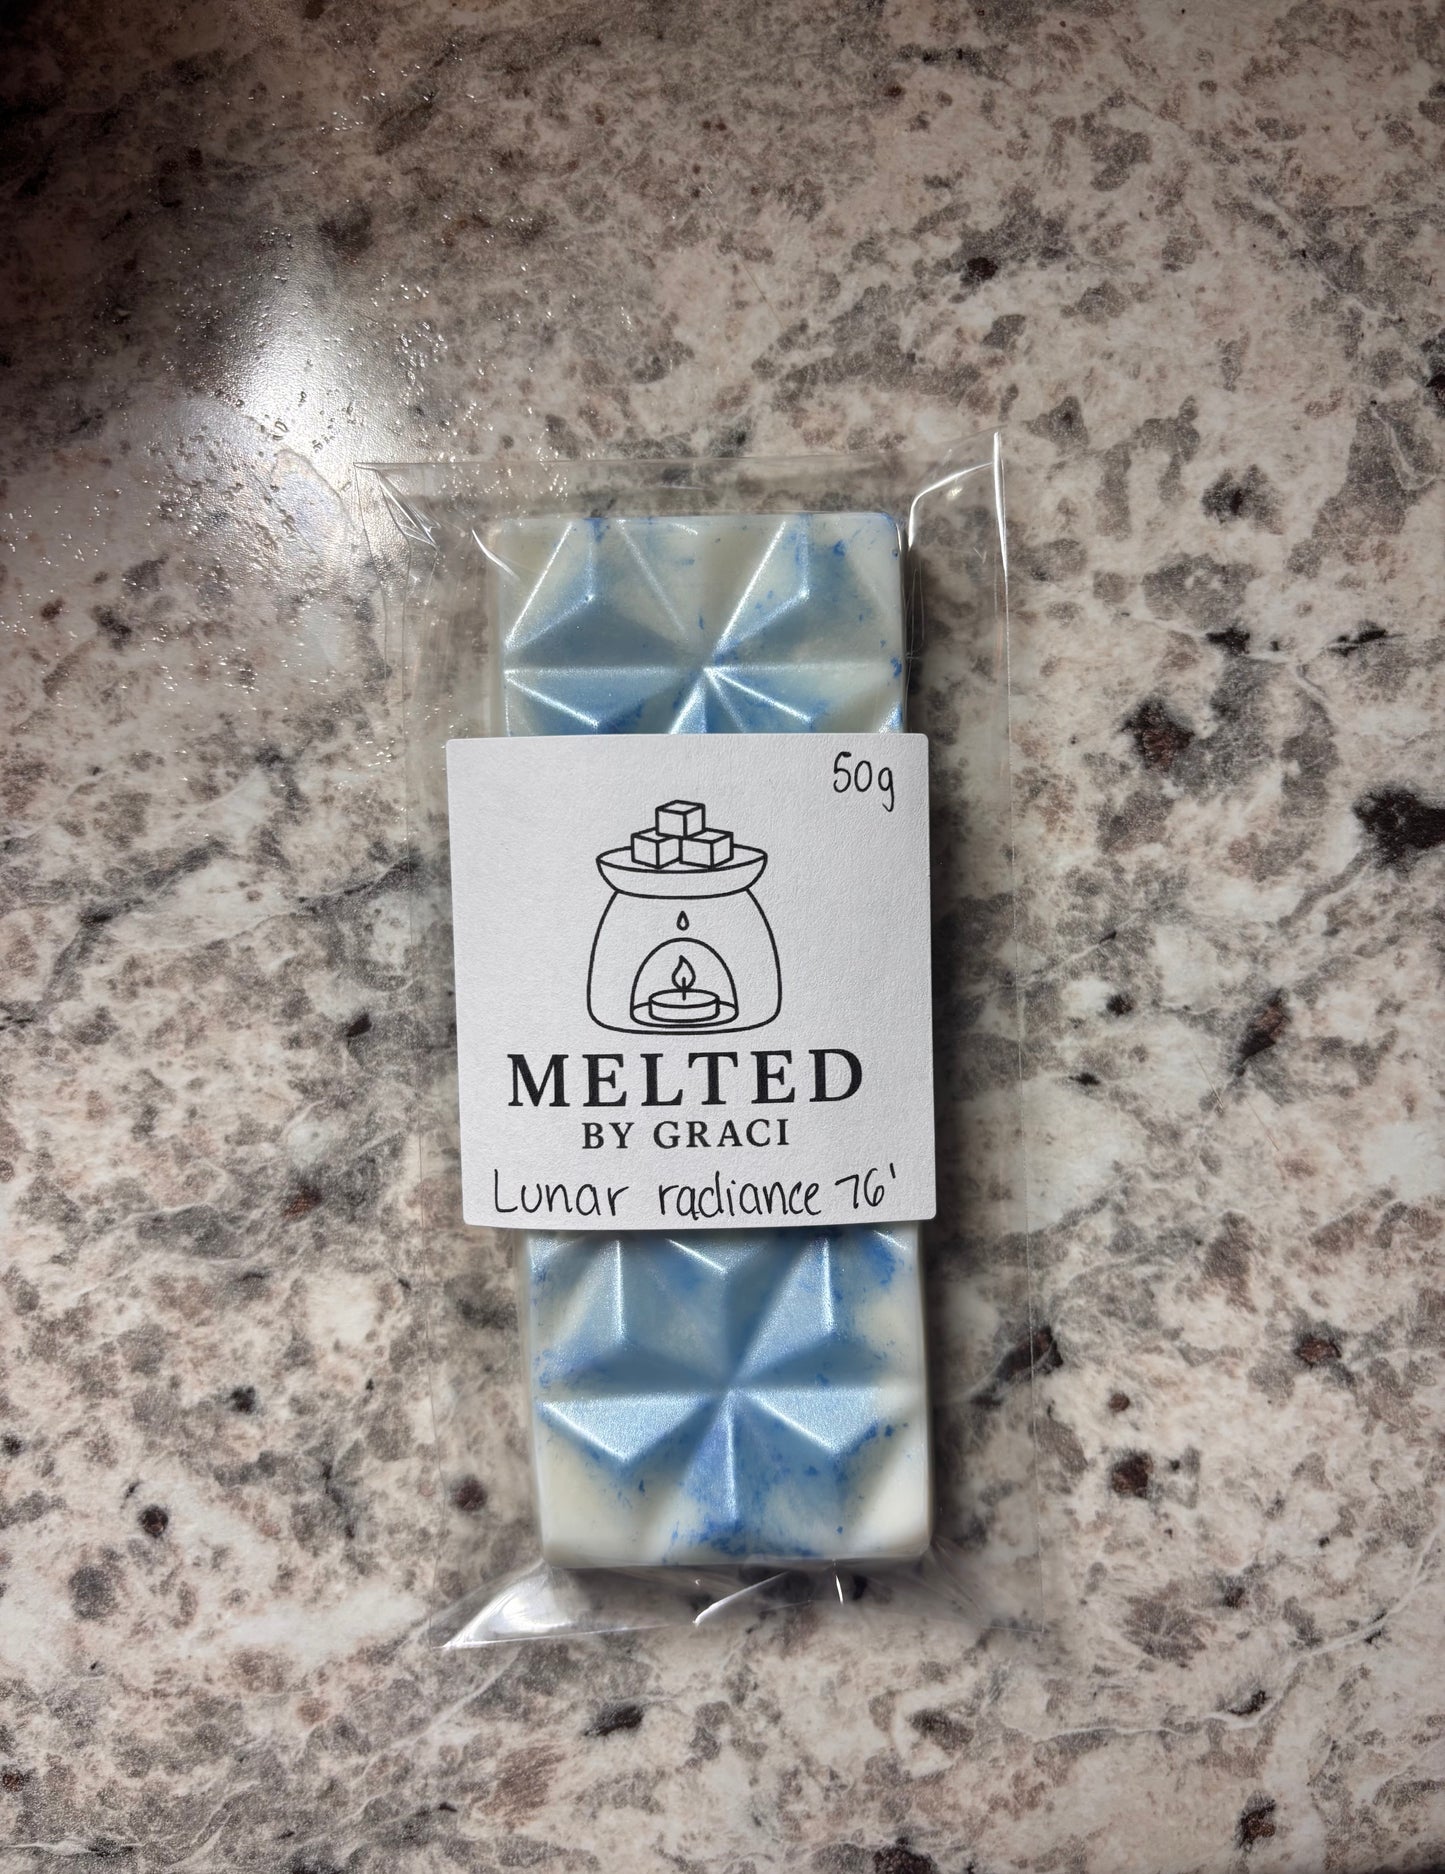 50g
MELTED
BY GRACI
Lunar radiance 76'